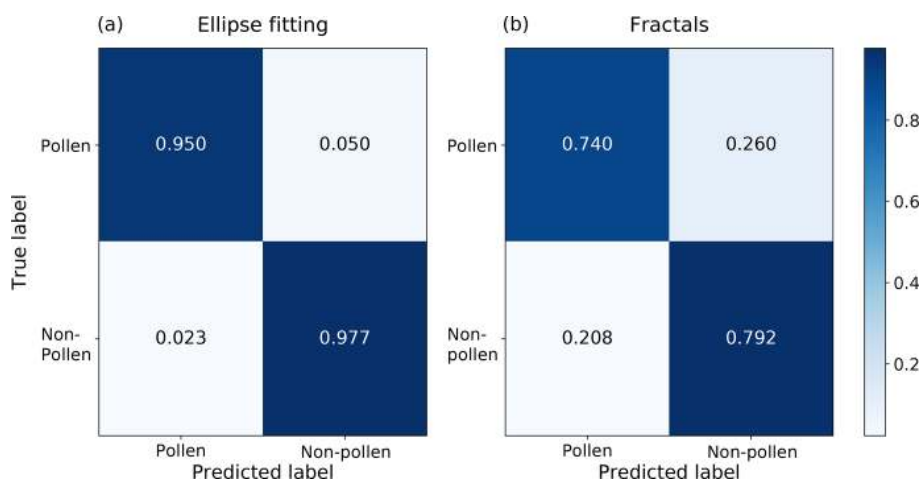 (a)
Ellipse fitting
(b)
Fractals
True label
Pollen
0.950
0.050
Non-
Pollen
0.023
0.977
Pollen
Non-pollen
Predicted label
Pollen
0.740
0.260
Non-
pollen
0.208
0.792
Pollen
Non-pollen
Predicted label
0.8
0.6
0.4
0.2